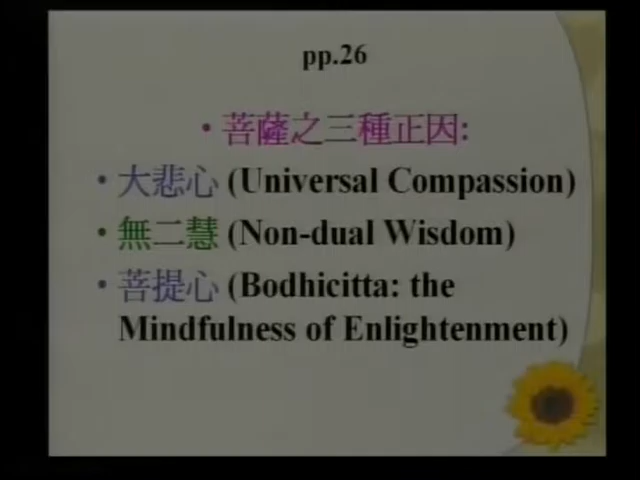 pp.26
• 菩薩之三種正因:
• 大悲心 (Universal Compassion)
• 無二慧 (Non-dual Wisdom)
• 菩提心 (Bodhicitta: the
Mindfulness of Enlightenment)